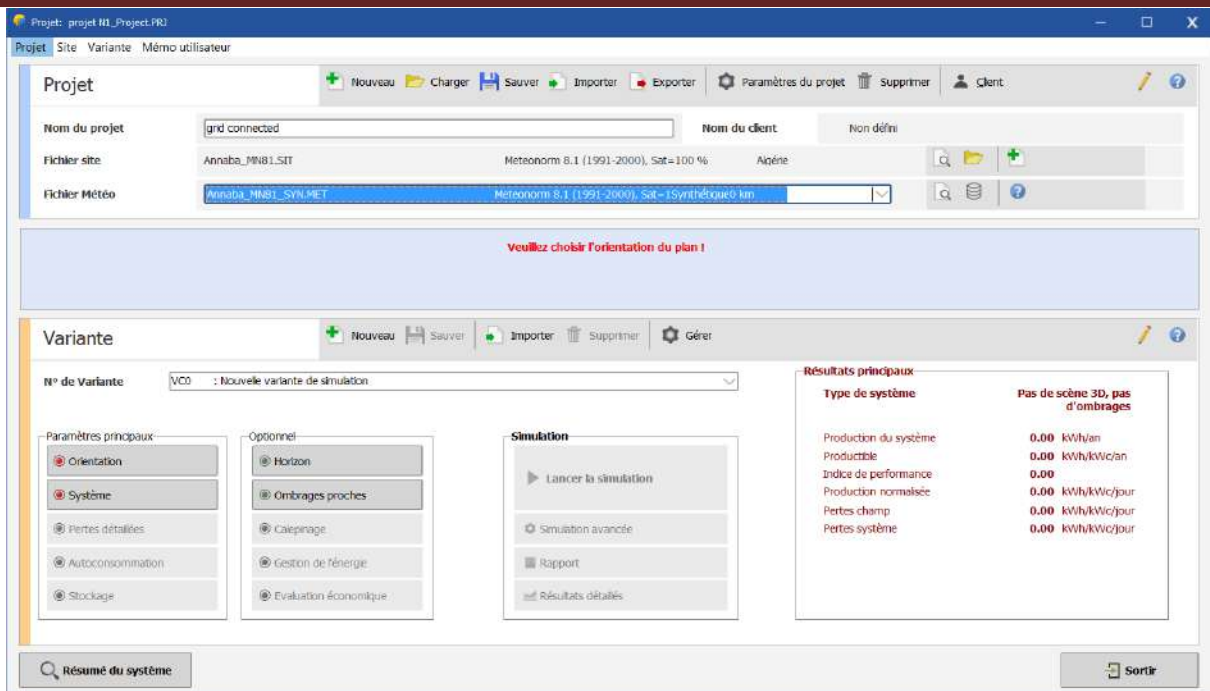 Projet: projet N1_Project.PRJ
Projet Site Variante Mémo utilisateur
Projet
Nouveau Charger Sauver Importer Exporter Paramètres du projet Supprimer Client
Nom du projet grid connected Nom du client Non défini
Fichier site Annaba_MN81.SIT Meteonorm 8.1 (1991-2000), Sat=100 % Algérie
Fichier Météo Annaba_MN81_SYN.MET Meteonorm 8.1 (1991-2000), Sat=1Synthétique0 km
Veuillez choisir l'orientation du plan !
Variante
Nouveau Sauver Importer Supprimer Gérer
N° de Variante VC0 : Nouvelle variante de simulation
Paramètres principaux
Orientation
Système
Pertes détaillées
Autoconsommation
Stockage
Optionnel
Horizon
Ombrages proches
Calepinage
Gestion de l'énergie
Evaluation économique
Simulation
Lancer la simulation
Simulation avancée
Rapport
Résultats détaillés
Résultats principaux
Type de système Pas de scène 3D, pas
d'ombrages
Production du système 0.00 kWh/an
Productible 0.00 kWh/kWc/an
Indice de performance 0.00
Production normalisée 0.00 kWh/kWc/jour
Pertes champ 0.00 kWh/kWc/jour
Pertes système 0.00 kWh/kWc/jour
Résumé du système
Sortir